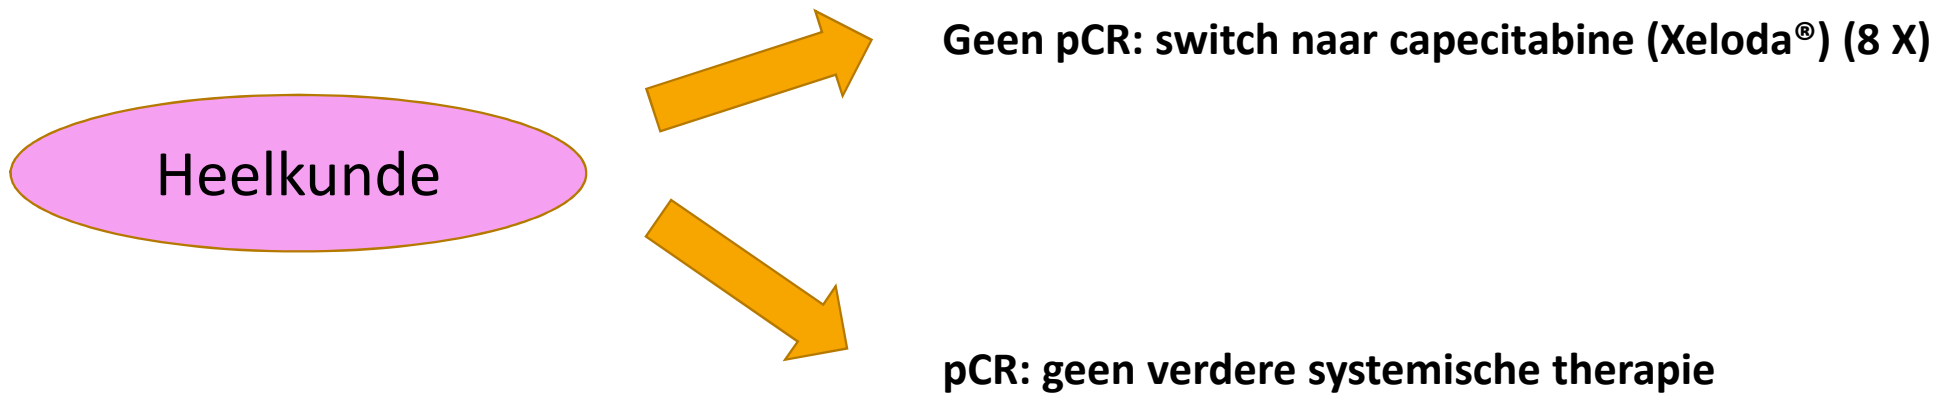 Geen pCR: switch naar capecitabine (Xeloda®) (8 X)
Heelkunde
pCR: geen verdere systemische therapie